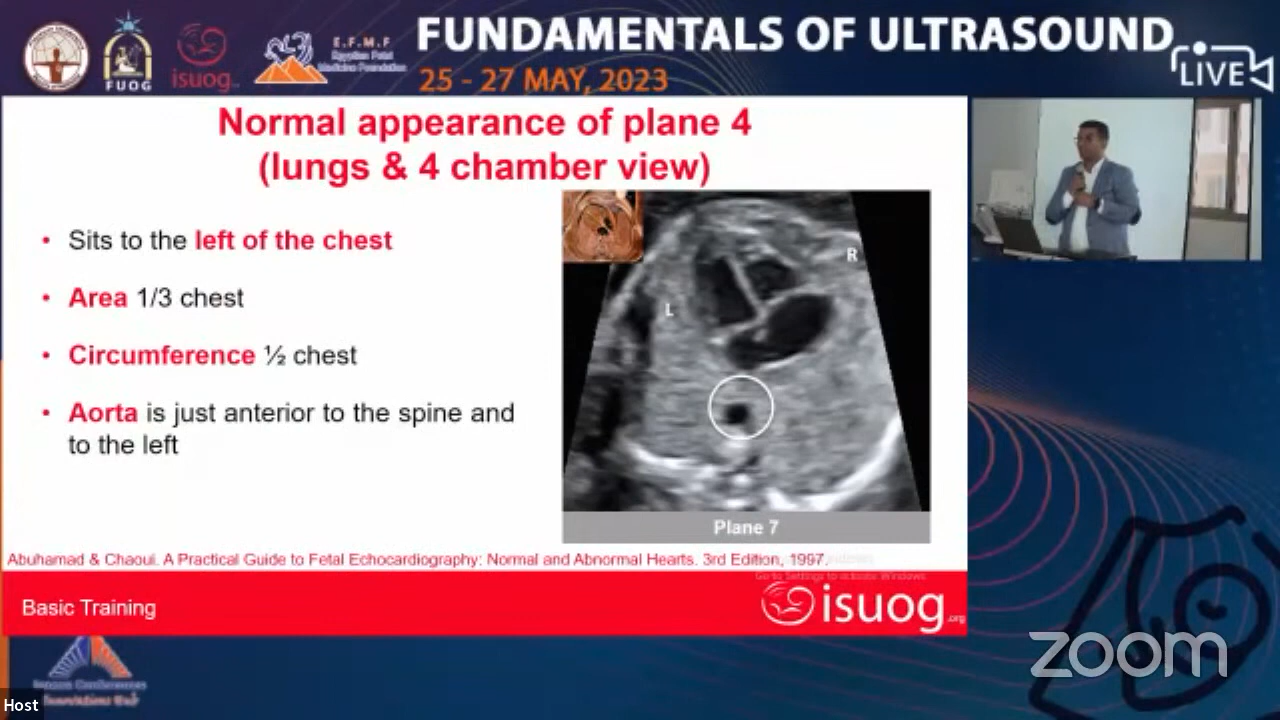 FUNDAMENTALS OF ULTRASOUND
25 - 27 MAY, 2023
LIVE
FUOG
isuog
E.F.M.F
Egyptian Fetal
Medicine Foundation
Normal appearance of plane 4
(lungs & 4 chamber view)
• Sits to the left of the chest
• Area 1/3 chest
• Circumference ½ chest
• Aorta is just anterior to the spine and
to the left
L
R
Plane 7
Abuhamad & Chaoui. A Practical Guide to Fetal Echocardiography: Normal and Abnormal Hearts. 3rd Edition, 1997.
Go to Settings to activate Windows.
Basic Training
isuog.org
zoom
Host